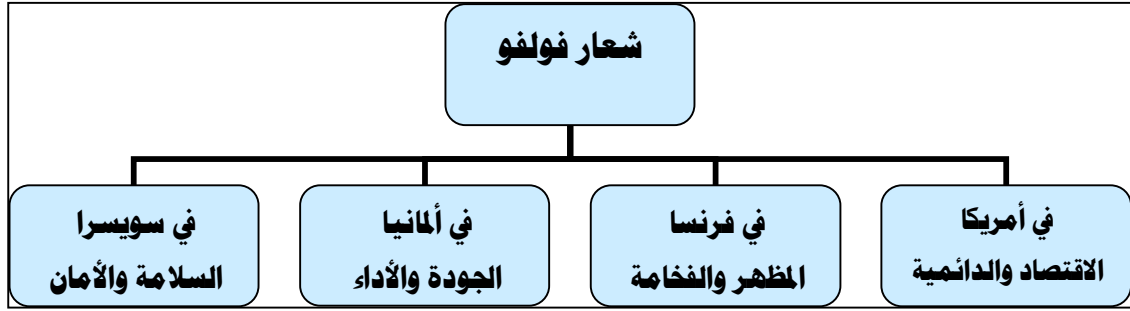 شعار فولفو
في أمريكا
الاقتصاد والدائمية
في فرنسا
المظهر والفخامة
في ألمانيا
الجودة والأداء
في سويسرا
السلامة والأمان